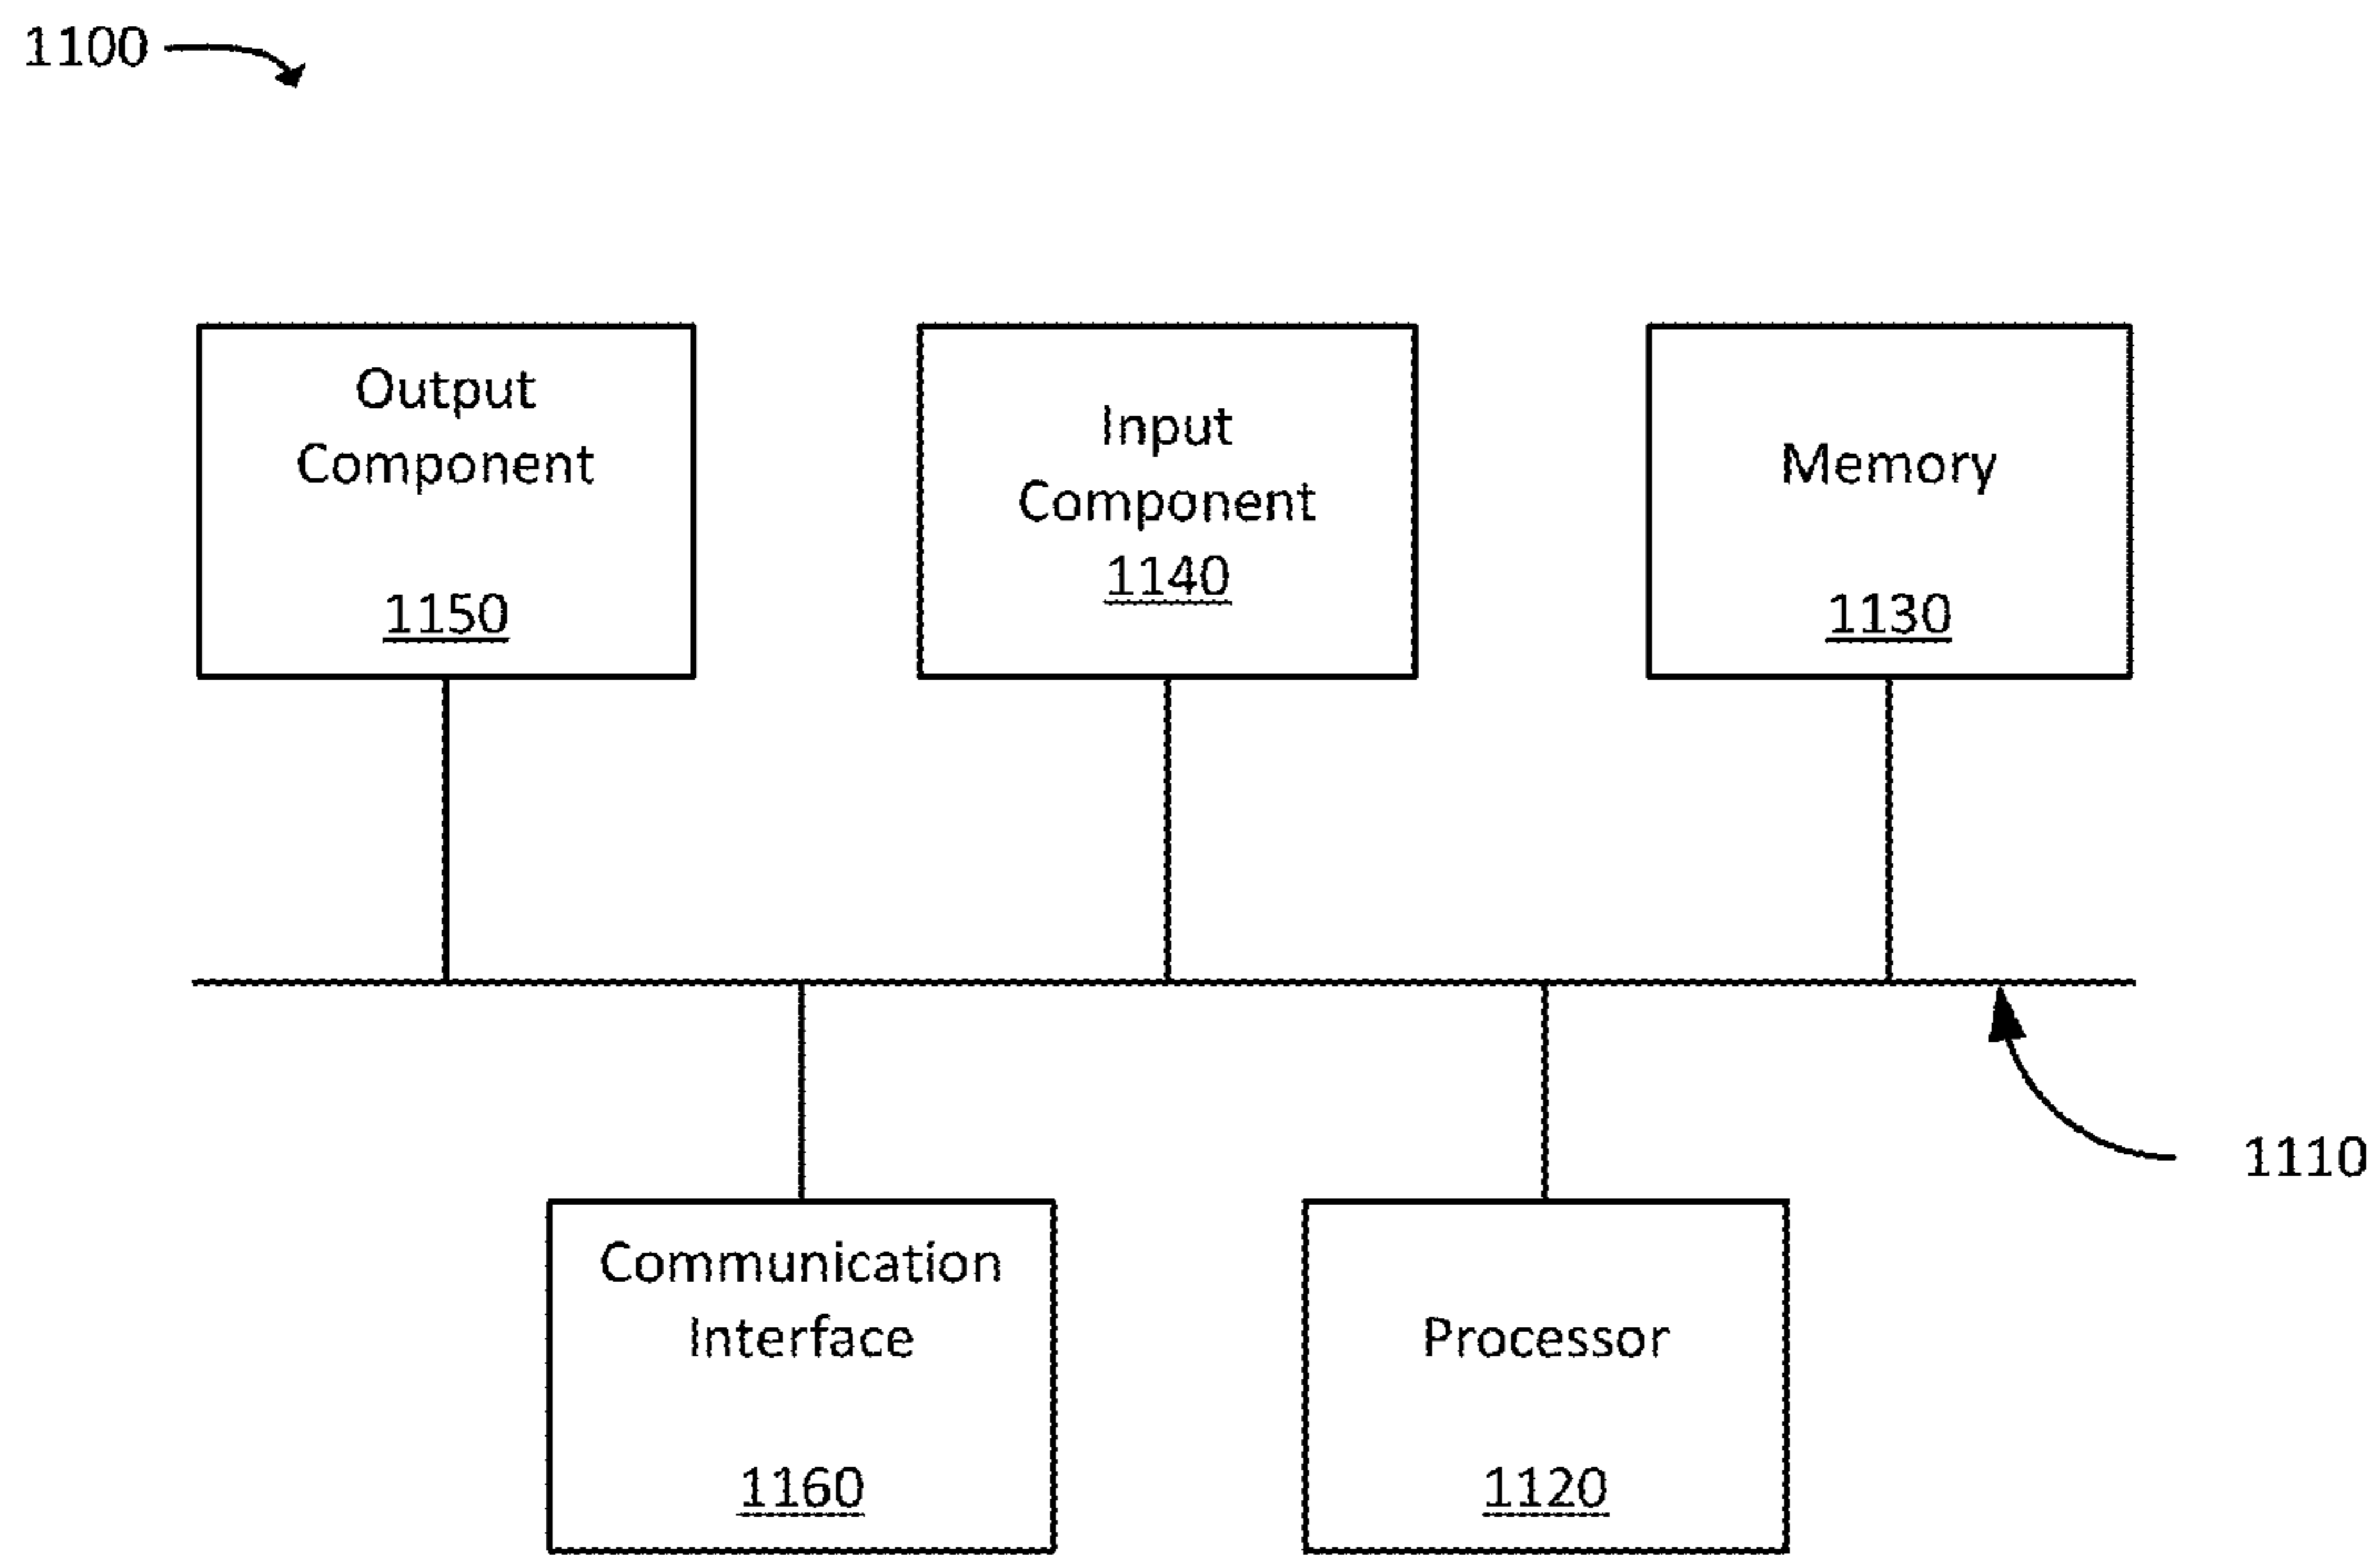 1100
Output
Component
1150
Input
Component
1140
Memory
1130
1110
Communication
Interface
1160
Processor
1120